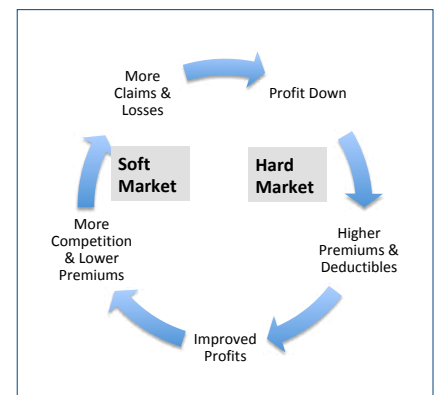 More
Claims &
Losses
Profit Down
Soft
Market
Hard
Market
More
Competition
& Lower
Premiums
Higher
Premiums &
Deductibles
Improved
Profits